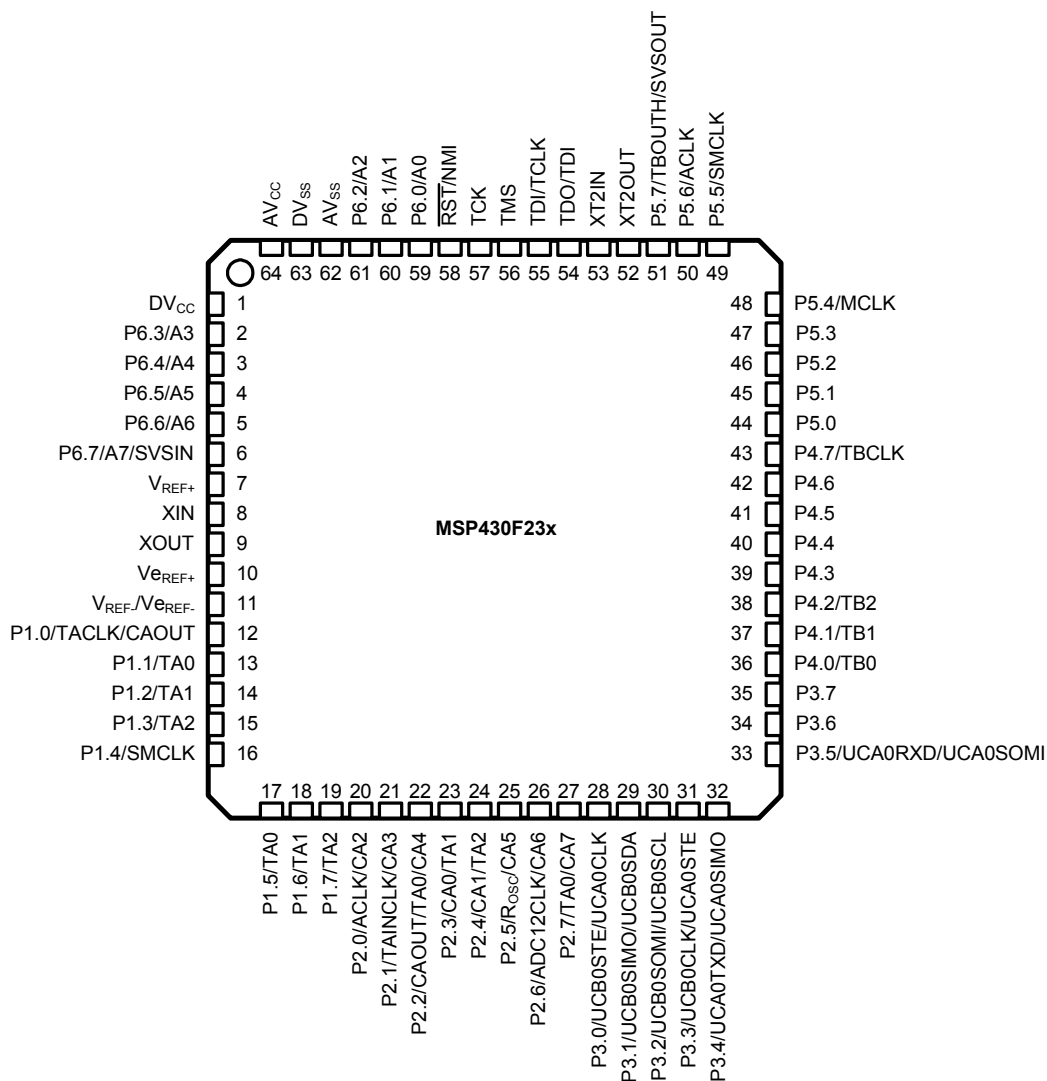 AVCC
DVSS
AVSS
P6.2/A2
P6.1/A1
P6.0/A0
RST/NMI
TCK
TMS
TDI/TCLK
TDO/TDI
XT2IN
XT2OUT
P5.7/TBOUTH/SVSOUT
P5.6/ACLK
P5.5/SMCLK
64 63 62 61 60 59 58 57 56 55 54 53 52 51 50 49
DVCC 1
P6.3/A3 2
P6.4/A4 3
P6.5/A5 4
P6.6/A6 5
P6.7/A7/SVSIN 6
VREF+ 7
XIN 8
XOUT 9
VeREF+ 10
VREF-/VeREF- 11
P1.0/TACLK/CAOUT 12
P1.1/TA0 13
P1.2/TA1 14
P1.3/TA2 15
P1.4/SMCLK 16
MSP430F23x
48 P5.4/MCLK
47 P5.3
46 P5.2
45 P5.1
44 P5.0
43 P4.7/TBCLK
42 P4.6
41 P4.5
40 P4.4
39 P4.3
38 P4.2/TB2
37 P4.1/TB1
36 P4.0/TB0
35 P3.7
34 P3.6
33 P3.5/UCA0RXD/UCA0SOMI
17 18 19 20 21 22 23 24 25 26 27 28 29 30 31 32
P1.5/TA0
P1.6/TA1
P1.7/TA2
P2.0/ACLK/CA2
P2.1/TAINCLK/CA3
P2.2/CAOUT/TA0/CA4
P2.3/CA0/TA1
P2.4/CA1/TA2
P2.5/ROSC/CA5
P2.6/ADC12CLK/CA6
P2.7/TA0/CA7
P3.0/UCB0STE/UCA0CLK
P3.1/UCB0SIMO/UCB0SDA
P3.2/UCB0SOMI/UCB0SCL
P3.3/UCB0CLK/UCA0STE
P3.4/UCA0TXD/UCA0SIMO